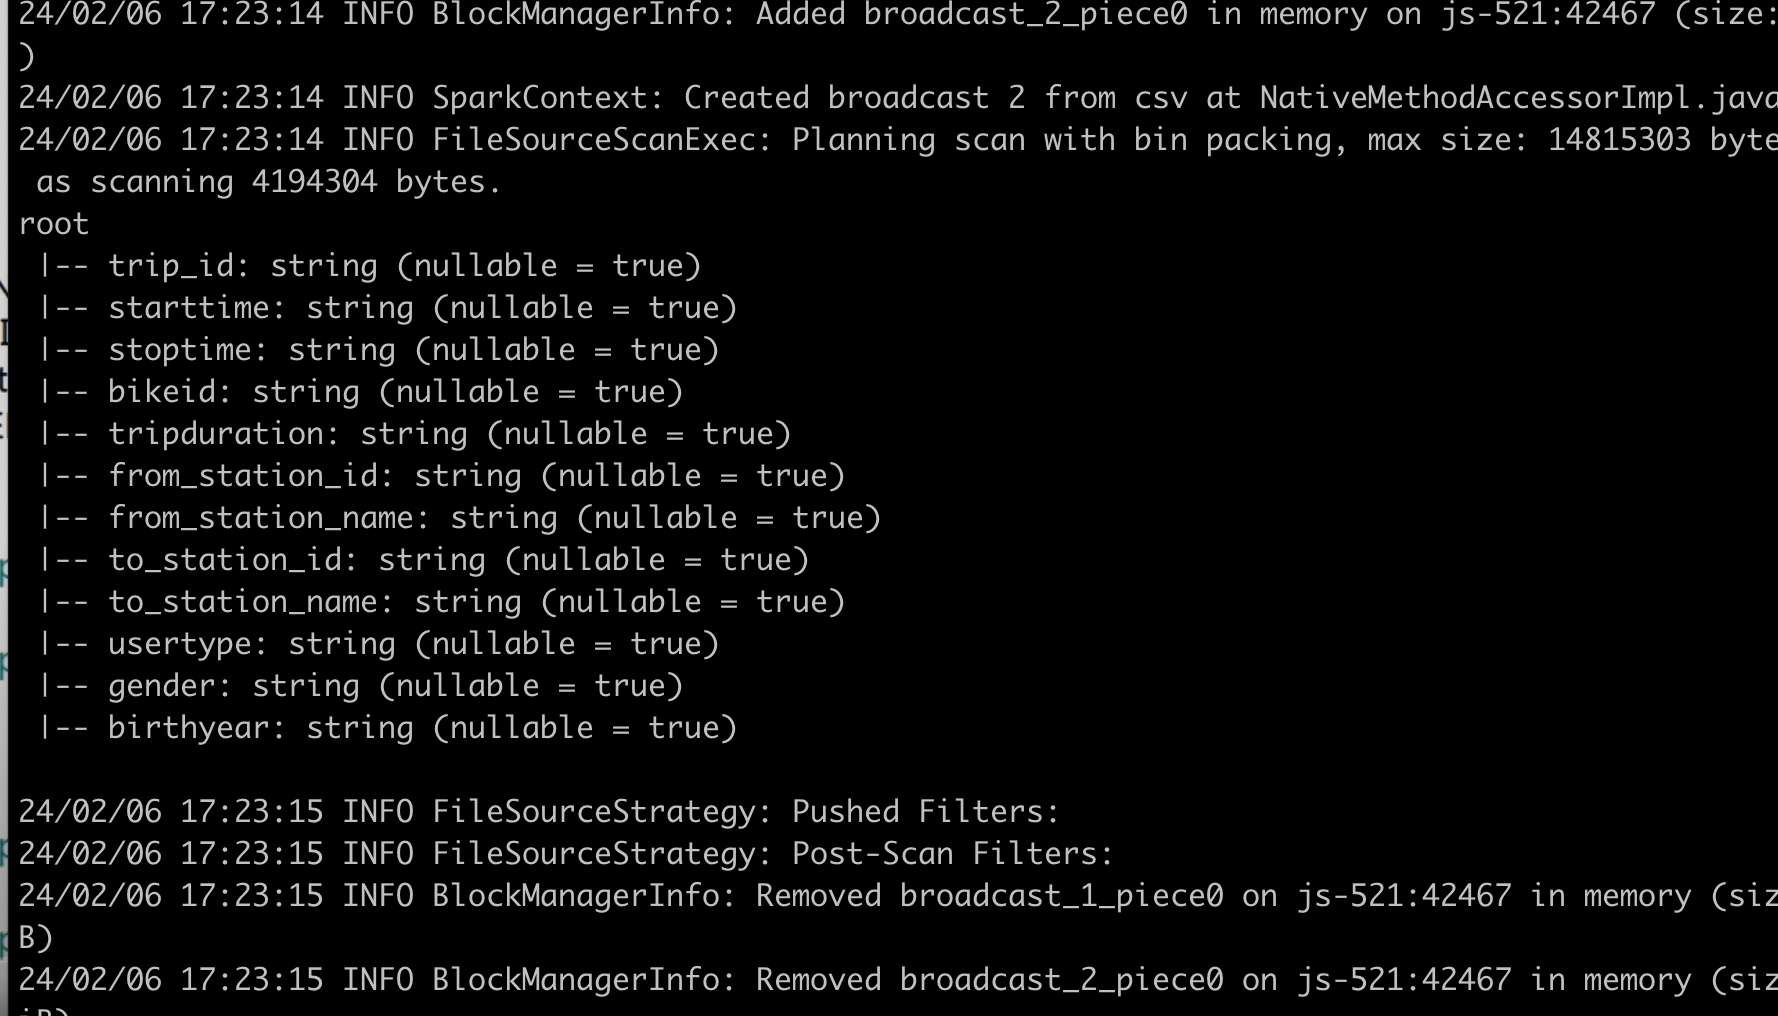 24/02/06 17:23:14 INFO BlockManagerInfo: Added broadcast_2_piece0 in memory on js-521:42467 (size:
)
24/02/06 17:23:14 INFO SparkContext: Created broadcast 2 from csv at NativeMethodAccessorImpl.java
24/02/06 17:23:14 INFO FileSourceScanExec: Planning scan with bin packing, max size: 14815303 byte
 as scanning 4194304 bytes.
root
 |-- trip_id: string (nullable = true)
 |-- starttime: string (nullable = true)
 |-- stoptime: string (nullable = true)
 |-- bikeid: string (nullable = true)
 |-- tripduration: string (nullable = true)
 |-- from_station_id: string (nullable = true)
 |-- from_station_name: string (nullable = true)
 |-- to_station_id: string (nullable = true)
 |-- to_station_name: string (nullable = true)
 |-- usertype: string (nullable = true)
 |-- gender: string (nullable = true)
 |-- birthyear: string (nullable = true)

24/02/06 17:23:15 INFO FileSourceStrategy: Pushed Filters:
24/02/06 17:23:15 INFO FileSourceStrategy: Post-Scan Filters:
24/02/06 17:23:15 INFO BlockManagerInfo: Removed broadcast_1_piece0 on js-521:42467 in memory (siz
B)
24/02/06 17:23:15 INFO BlockManagerInfo: Removed broadcast_2_piece0 on js-521:42467 in memory (siz